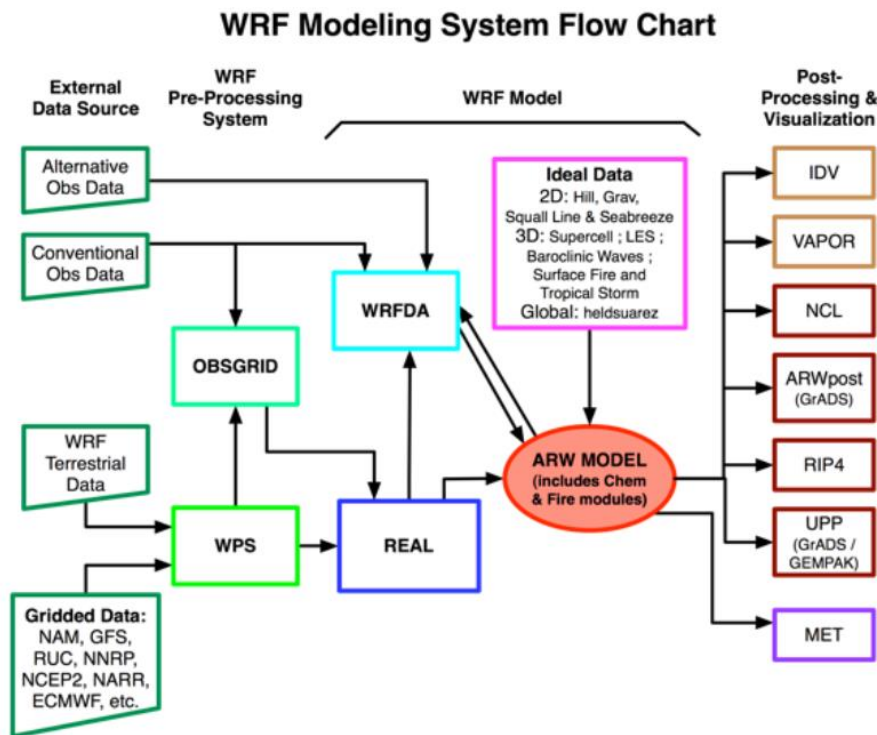 WRF Modeling System Flow Chart
External
Data Source
WRF
Pre-Processing
System
WRF Model
Post-
Processing &
Visualization
Alternative
Obs Data
Conventional
Obs Data
WRF
Terrestrial
Data
Gridded Data:
NAM, GFS,
RUC, NNRP,
NCEP2, NARR,
ECMWF, etc.
OBSGRID
WPS
WRFDA
REAL
Ideal Data
2D: Hill, Grav,
Squall Line & Seabreeze
3D: Supercell ; LES ;
Baroclinic Waves ;
Surface Fire and
Tropical Storm
Global: heldsuarez
ARW MODEL
(includes Chem
& Fire modules)
IDV
VAPOR
NCL
ARWpost
(GrADS)
RIP4
UPP
(GrADS /
GEMPAK)
MET